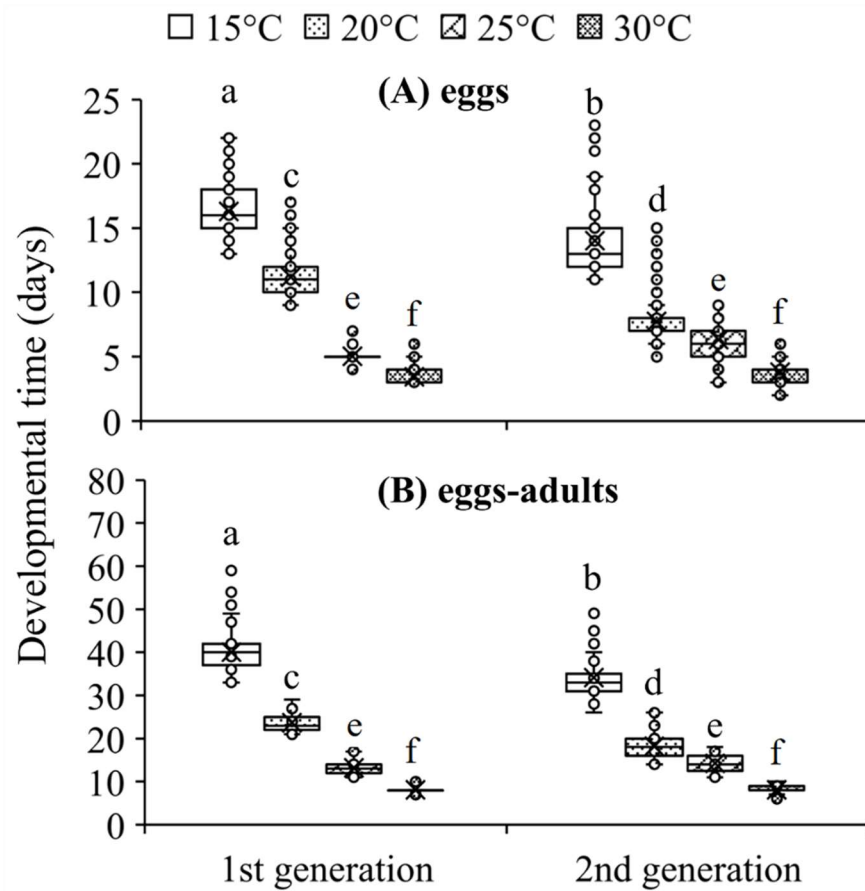 15°C 20°C 25°C 30°C
(A) eggs
Developmental time (days)
25
20
15
10
5
0
a
c
e
f
b
d
e
f
(B) eggs-adults
80
70
60
50
40
30
20
10
0
a
c
e
f
b
d
e
f
1st generation 2nd generation